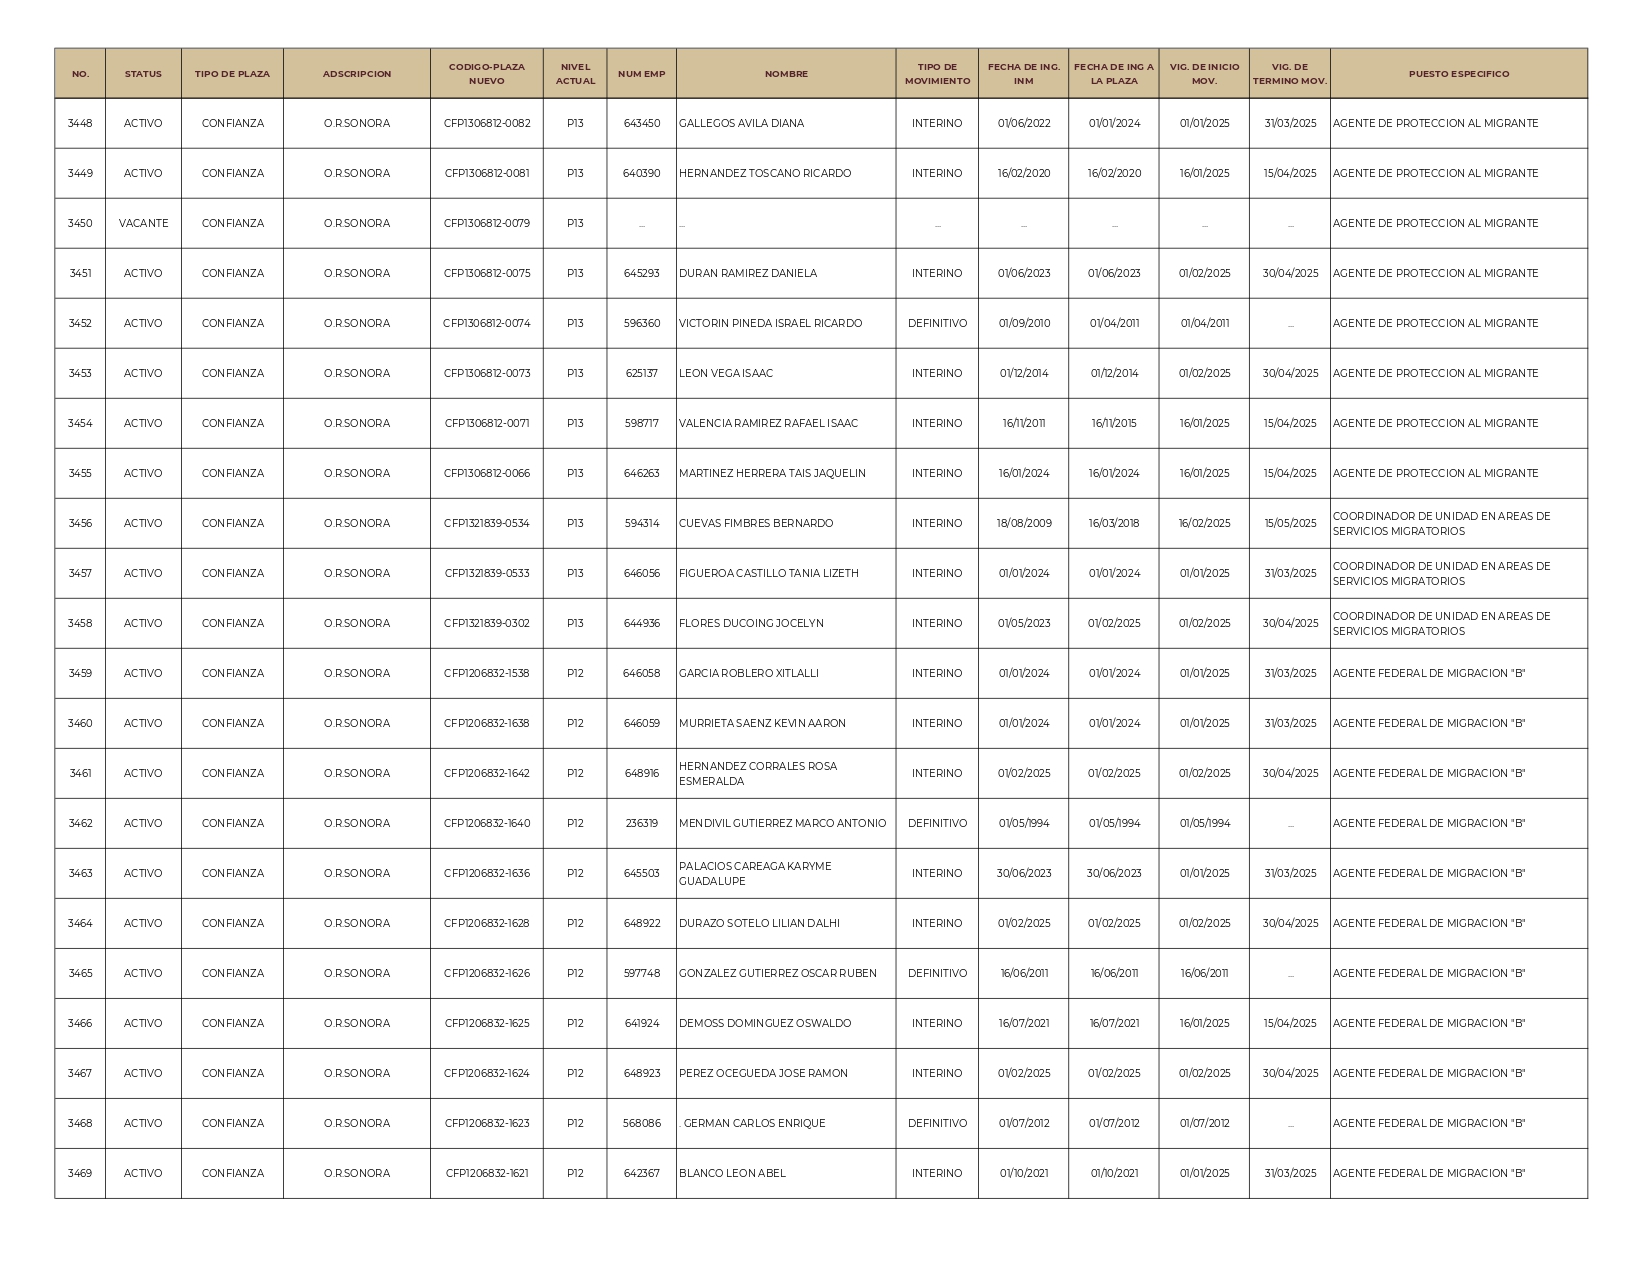 NO. STATUS TIPO DE PLAZA ADSCRIPCION CODIGO-PLAZA NUEVO NIVEL ACTUAL NUM EMP NOMBRE TIPO DE MOVIMIENTO FECHA DE ING. INM FECHA DE ING A LA PLAZA VIG. DE INICIO MOV. VIG. DE TERMINO MOV. PUESTO ESPECIFICO
3448 ACTIVO CONFIANZA O.R.SONORA CFP1306812-0082 P13 643450 GALLEGOS AVILA DIANA INTERINO 01/06/2022 01/01/2024 01/01/2025 31/03/2025 AGENTE DE PROTECCION AL MIGRANTE
3449 ACTIVO CONFIANZA O.R.SONORA CFP1306812-0081 P13 640390 HERNANDEZ TOSCANO RICARDO INTERINO 16/02/2020 16/02/2020 16/01/2025 15/04/2025 AGENTE DE PROTECCION AL MIGRANTE
3450 VACANTE CONFIANZA O.R.SONORA CFP1306812-0079 P13 ... ... ... ... ... ... ... AGENTE DE PROTECCION AL MIGRANTE
3451 ACTIVO CONFIANZA O.R.SONORA CFP1306812-0075 P13 645293 DURAN RAMIREZ DANIELA INTERINO 01/06/2023 01/06/2023 01/02/2025 30/04/2025 AGENTE DE PROTECCION AL MIGRANTE
3452 ACTIVO CONFIANZA O.R.SONORA CFP1306812-0074 P13 596360 VICTORIN PINEDA ISRAEL RICARDO DEFINITIVO 01/09/2010 01/04/2011 01/04/2011 ... AGENTE DE PROTECCION AL MIGRANTE
3453 ACTIVO CONFIANZA O.R.SONORA CFP1306812-0073 P13 625137 LEON VEGA ISAAC INTERINO 01/12/2014 01/12/2014 01/02/2025 30/04/2025 AGENTE DE PROTECCION AL MIGRANTE
3454 ACTIVO CONFIANZA O.R.SONORA CFP1306812-0071 P13 598717 VALENCIA RAMIREZ RAFAEL ISAAC INTERINO 16/11/2011 16/11/2015 16/01/2025 15/04/2025 AGENTE DE PROTECCION AL MIGRANTE
3455 ACTIVO CONFIANZA O.R.SONORA CFP1306812-0066 P13 646263 MARTINEZ HERRERA TAIS JAQUELIN INTERINO 16/01/2024 16/01/2024 16/01/2025 15/04/2025 AGENTE DE PROTECCION AL MIGRANTE
3456 ACTIVO CONFIANZA O.R.SONORA CFP1321839-0534 P13 594314 CUEVAS FIMBRES BERNARDO INTERINO 18/08/2009 16/03/2018 16/02/2025 15/05/2025 COORDINADOR DE UNIDAD EN AREAS DE SERVICIOS MIGRATORIOS
3457 ACTIVO CONFIANZA O.R.SONORA CFP1321839-0533 P13 646056 FIGUEROA CASTILLO TANIA LIZETH INTERINO 01/01/2024 01/01/2024 01/01/2025 31/03/2025 COORDINADOR DE UNIDAD EN AREAS DE SERVICIOS MIGRATORIOS
3458 ACTIVO CONFIANZA O.R.SONORA CFP1321839-0302 P13 644936 FLORES DUCOING JOCELYN INTERINO 01/05/2023 01/02/2025 01/02/2025 30/04/2025 COORDINADOR DE UNIDAD EN AREAS DE SERVICIOS MIGRATORIOS
3459 ACTIVO CONFIANZA O.R.SONORA CFP1206832-1538 P12 646058 GARCIA ROBLERO XITLALLI INTERINO 01/01/2024 01/01/2024 01/01/2025 31/03/2025 AGENTE FEDERAL DE MIGRACION "B"
3460 ACTIVO CONFIANZA O.R.SONORA CFP1206832-1638 P12 646059 MURRIETA SAENZ KEVIN AARON INTERINO 01/01/2024 01/01/2024 01/01/2025 31/03/2025 AGENTE FEDERAL DE MIGRACION "B"
3461 ACTIVO CONFIANZA O.R.SONORA CFP1206832-1642 P12 648916 HERNANDEZ CORRALES ROSA ESMERALDA INTERINO 01/02/2025 01/02/2025 01/02/2025 30/04/2025 AGENTE FEDERAL DE MIGRACION "B"
3462 ACTIVO CONFIANZA O.R.SONORA CFP1206832-1640 P12 236319 MENDIVIL GUTIERREZ MARCO ANTONIO DEFINITIVO 01/05/1994 01/05/1994 01/05/1994 ... AGENTE FEDERAL DE MIGRACION "B"
3463 ACTIVO CONFIANZA O.R.SONORA CFP1206832-1636 P12 645503 PALACIOS CAREAGA KARYME GUADALUPE INTERINO 30/06/2023 30/06/2023 01/01/2025 31/03/2025 AGENTE FEDERAL DE MIGRACION "B"
3464 ACTIVO CONFIANZA O.R.SONORA CFP1206832-1628 P12 648922 DURAZO SOTELO LILIAN DALHI INTERINO 01/02/2025 01/02/2025 01/02/2025 30/04/2025 AGENTE FEDERAL DE MIGRACION "B"
3465 ACTIVO CONFIANZA O.R.SONORA CFP1206832-1626 P12 597748 GONZALEZ GUTIERREZ OSCAR RUBEN DEFINITIVO 16/06/2011 16/06/2011 16/06/2011 ... AGENTE FEDERAL DE MIGRACION "B"
3466 ACTIVO CONFIANZA O.R.SONORA CFP1206832-1625 P12 641924 DEMOSS DOMINGUEZ OSWALDO INTERINO 16/07/2021 16/07/2021 16/01/2025 15/04/2025 AGENTE FEDERAL DE MIGRACION "B"
3467 ACTIVO CONFIANZA O.R.SONORA CFP1206832-1624 P12 648923 PEREZ OCEGUEDA JOSE RAMON INTERINO 01/02/2025 01/02/2025 01/02/2025 30/04/2025 AGENTE FEDERAL DE MIGRACION "B"
3468 ACTIVO CONFIANZA O.R.SONORA CFP1206832-1623 P12 568086 . GERMAN CARLOS ENRIQUE DEFINITIVO 01/07/2012 01/07/2012 01/07/2012 ... AGENTE FEDERAL DE MIGRACION "B"
3469 ACTIVO CONFIANZA O.R.SONORA CFP1206832-1621 P12 642367 BLANCO LEON ABEL INTERINO 01/10/2021 01/10/2021 01/01/2025 31/03/2025 AGENTE FEDERAL DE MIGRACION "B"